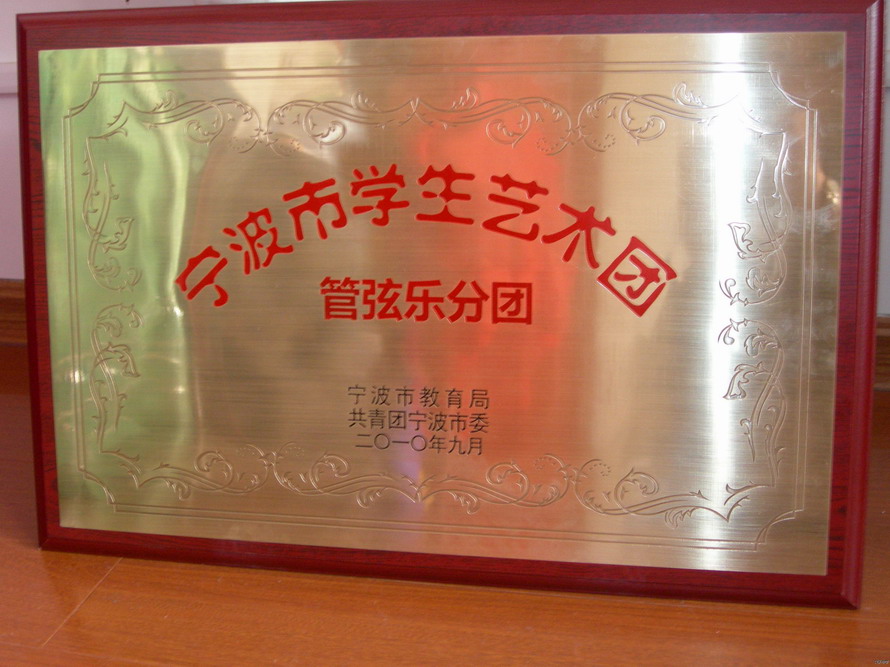 宁波市学生艺术团
管弦乐分团
宁波市教育局
共青团宁波市委
二〇一〇年九月